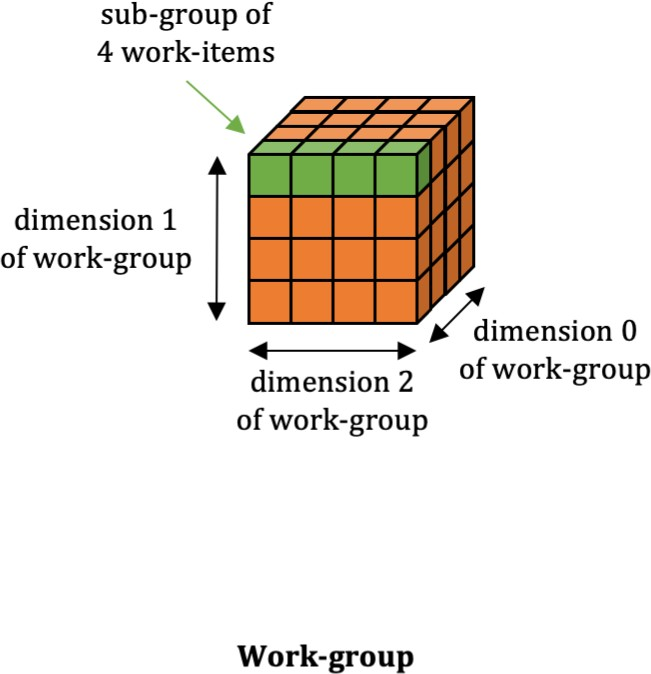 sub-group of
4 work-items
dimension 1
of work-group
dimension 0
of work-group
dimension 2
of work-group
Work-group